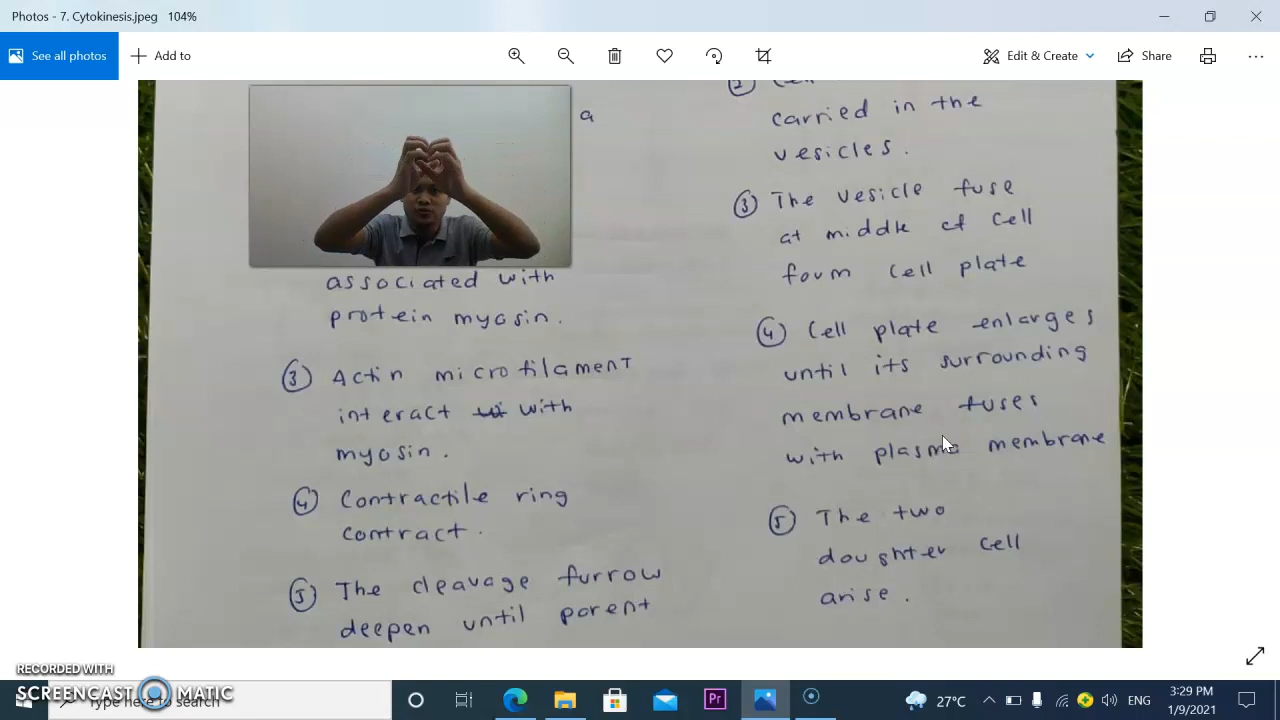 Photos - 7. Cytokinesis.jpeg 104%
See all photos
Add to
Edit & Create
Share
a
associated with
protein myosin.
③ Actin microfilament
interact with
myosin.
④ Contractile ring
contract.
⑤ The cleavage furrow
deepen until parent
②
carried in the
vesicles.
③ The vesicle fuse
at middle of cell
form cell plate
④ Cell plate enlarges
until its surrounding
membrane fuses
with plasma membrane
⑤ The two
doughter cell
arise.
RECORDED WITH
SCREENCAST MATIC
Type here to search
Pr
27°C
ENG
3:29 PM
1/9/2021